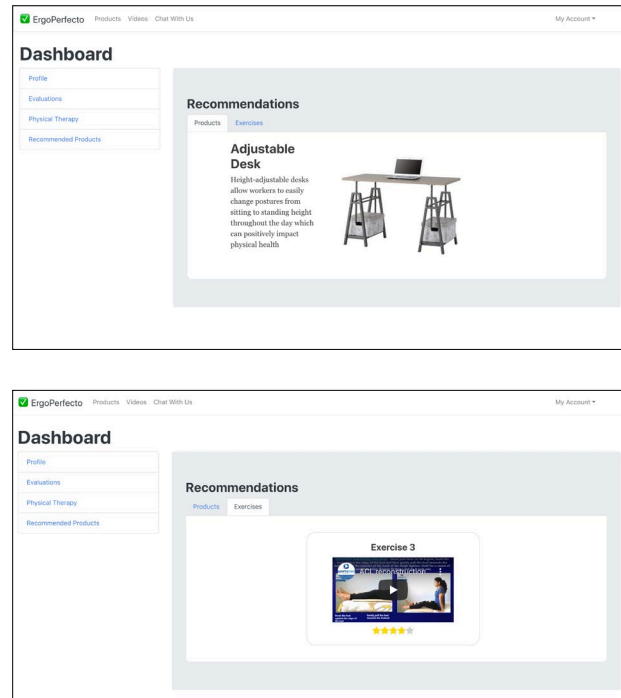 ErgoPerfecto Products Videos Chat With Us My Account
Dashboard
Profile
Evaluations
Physical Therapy
Recommended Products
Recommendations
Products Exercises
Adjustable
Desk
Height-adjustable desks
allow workers to easily
change postures from
sitting to standing height
throughout the day which
can positively impact
physical health
ErgoPerfecto Products Videos Chat With Us My Account
Dashboard
Profile
Evaluations
Physical Therapy
Recommended Products
Recommendations
Products Exercises
Exercise 3
ACL reconstruction